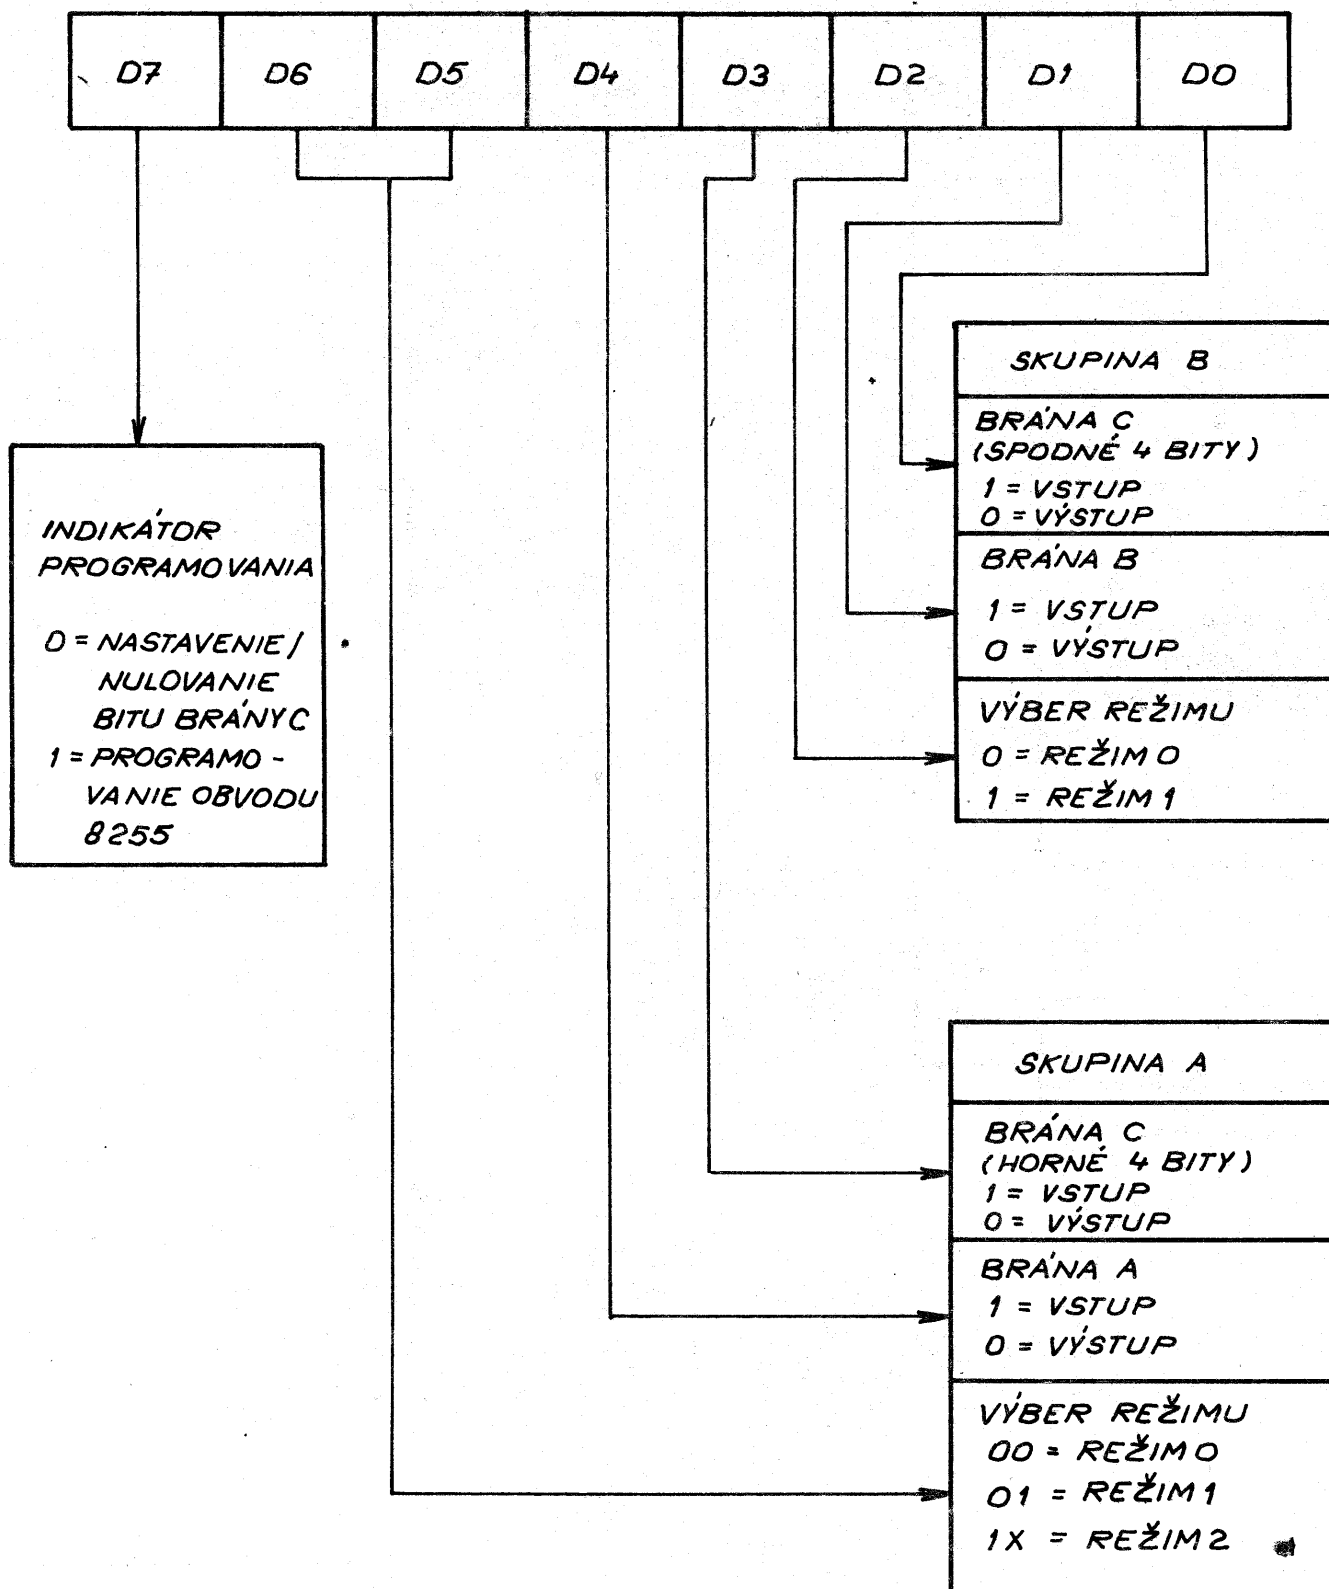 D7 D6 D5 D4 D3 D2 D1 D0
SKUPINA B
BRÁNA C
(SPODNÉ 4 BITY)
1 = VSTUP
0 = VÝSTUP
BRÁNA B
1 = VSTUP
0 = VÝSTUP
VÝBER REŽIMU
0 = REŽIM 0
1 = REŽIM 1
INDIKÁTOR
PROGRAMOVANIA
0 = NASTAVENIE/
NULOVANIE
BITU BRÁNY C
1 = PROGRAMO-
VANIE OBVODU
8255
SKUPINA A
BRÁNA C
(HORNÉ 4 BITY)
1 = VSTUP
0 = VÝSTUP
BRÁNA A
1 = VSTUP
0 = VÝSTUP
VÝBER REŽIMU
00 = REŽIM 0
01 = REŽIM 1
1X = REŽIM 2